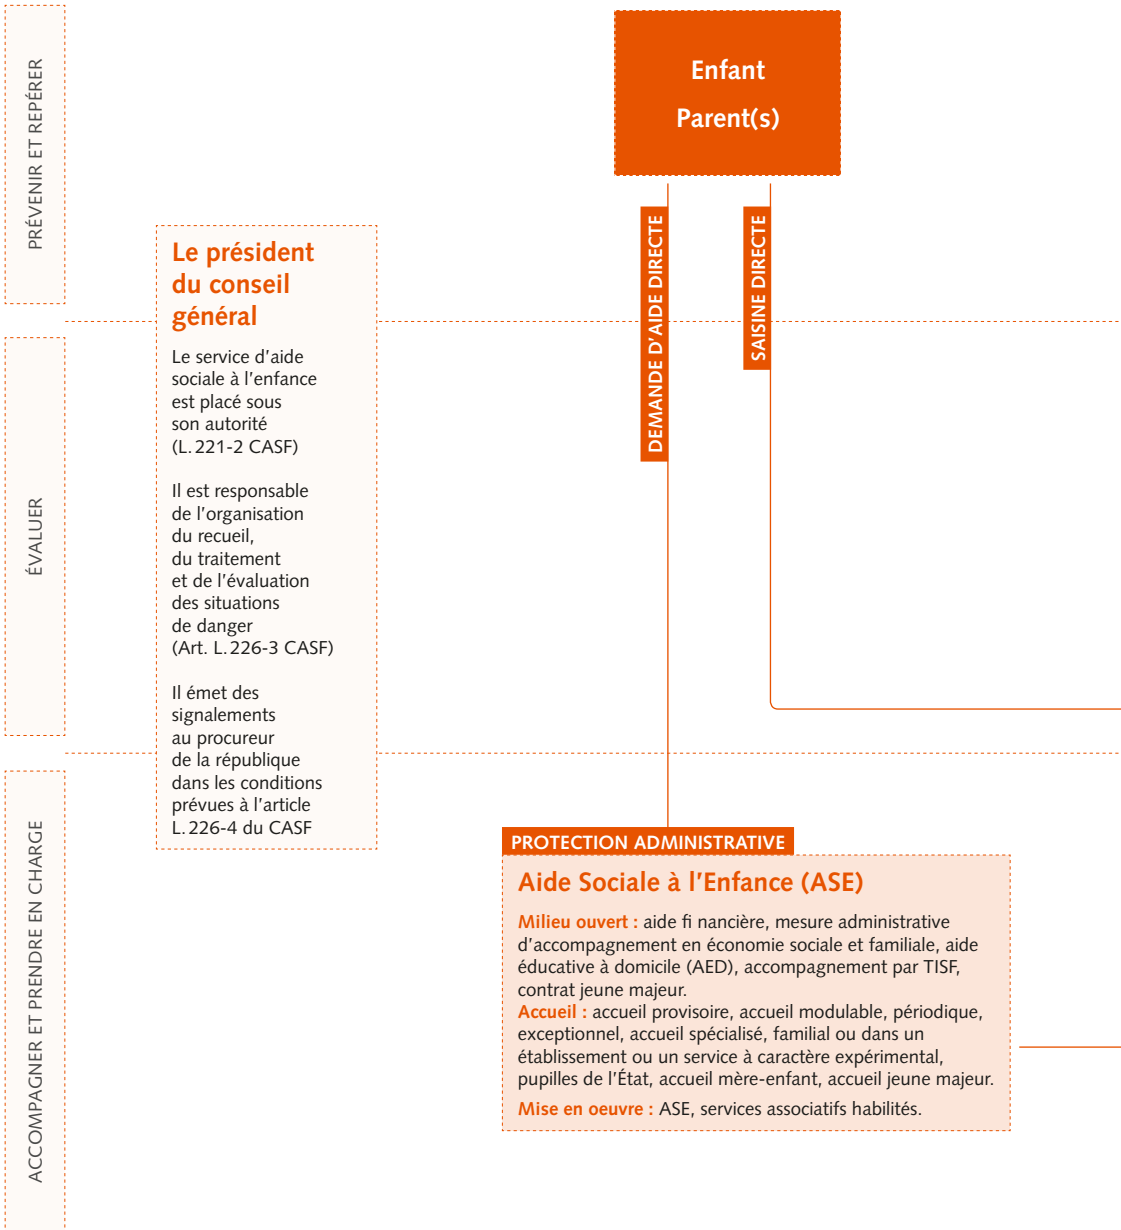 PRÉVENIR ET REPÉRER
Enfant
Parent(s)
DEMANDE D'AIDE DIRECTE
SAISINE DIRECTE
Le président
du conseil
général
Le service d'aide
sociale à l'enfance
est placé sous
son autorité
(L. 221-2 CASF)
Il est responsable
de l'organisation
du recueil,
du traitement
et de l'évaluation
des situations
de danger
(Art. L. 226-3 CASF)
Il émet des
signalements
au procureur
de la république
dans les conditions
prévues à l'article
L. 226-4 du CASF
ÉVALUER
ACCOMPAGNER ET PRENDRE EN CHARGE
PROTECTION ADMINISTRATIVE
Aide Sociale à l'Enfance (ASE)
Milieu ouvert : aide fi nancière, mesure administrative
d'accompagnement en économie sociale et familiale, aide
éducative à domicile (AED), accompagnement par TISF,
contrat jeune majeur.
Accueil : accueil provisoire, accueil modulable, périodique,
exceptionnel, accueil spécialisé, familial ou dans un
établissement ou un service à caractère expérimental,
pupilles de l'État, accueil mère-enfant, accueil jeune majeur.
Mise en oeuvre : ASE, services associatifs habilités.